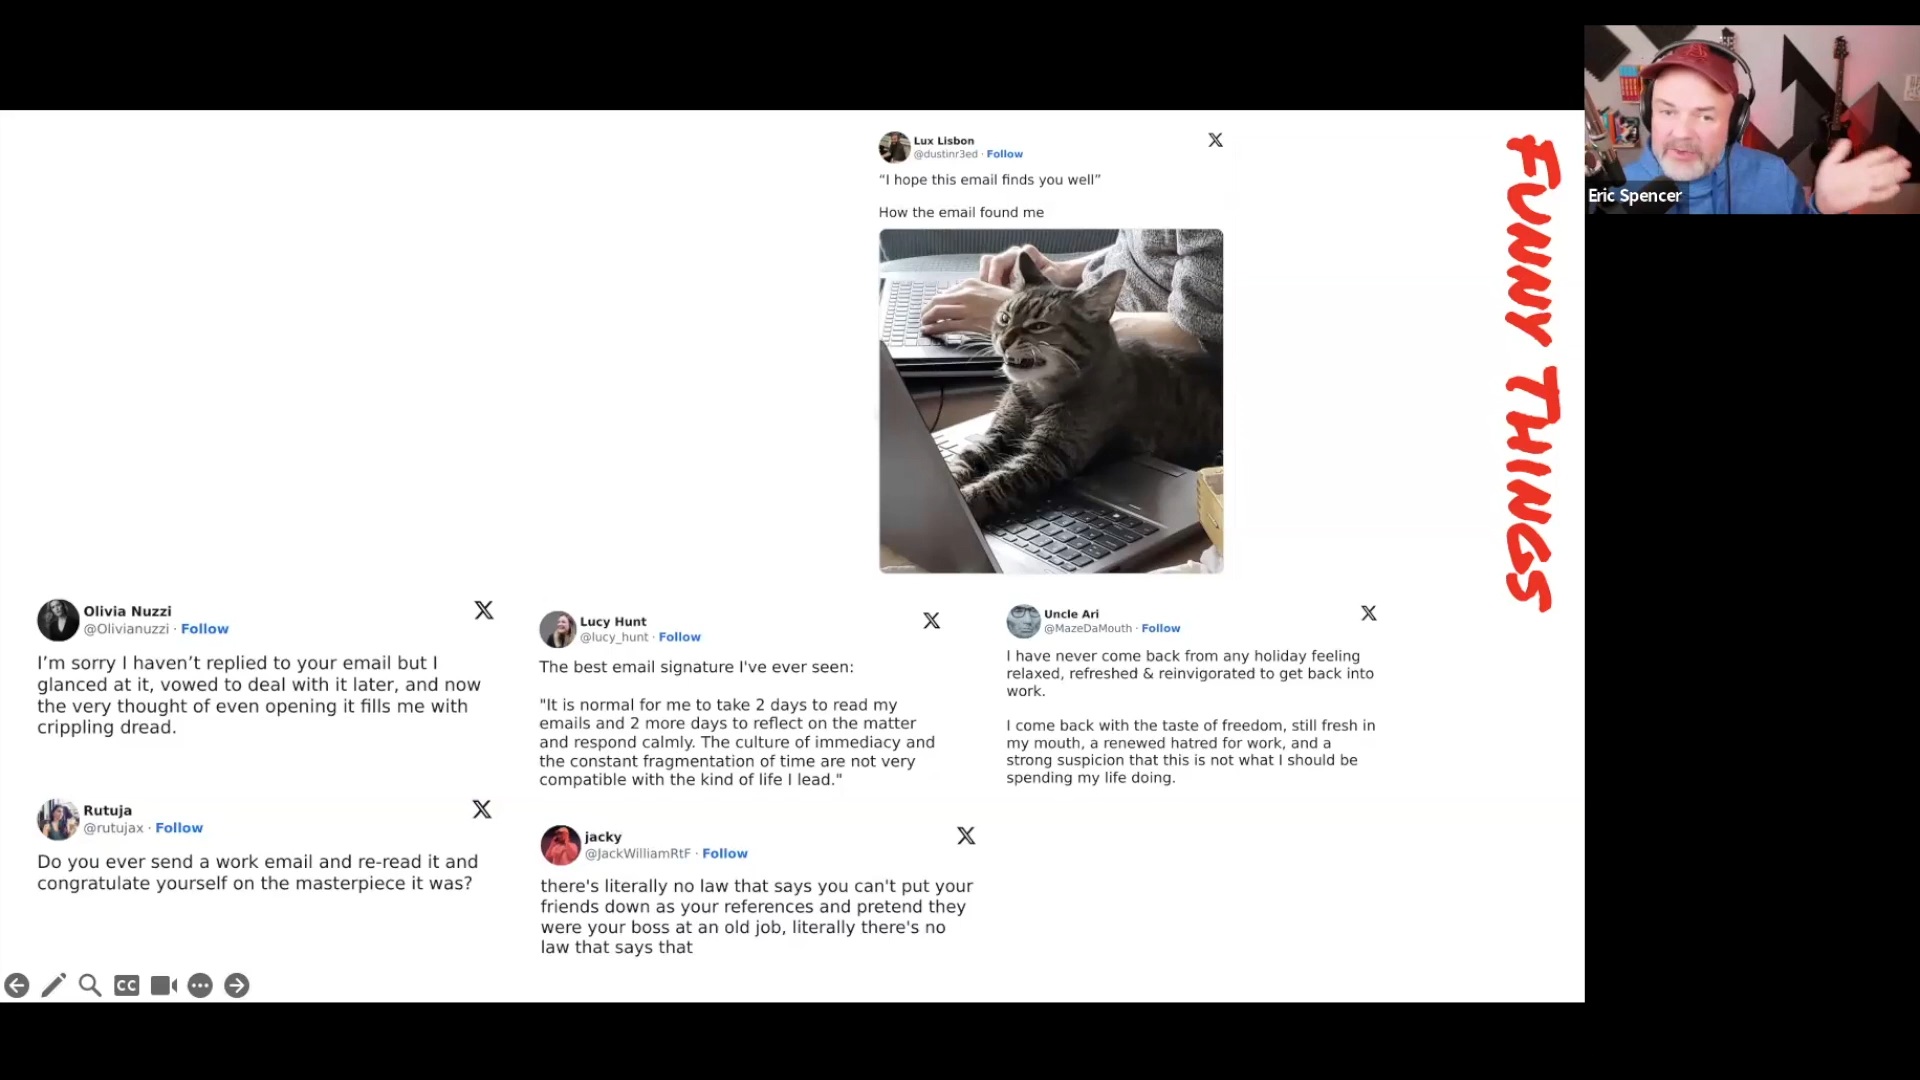 Lux Lisbon
@dustinr3ed · Follow
“I hope this email finds you well”
How the email found me
FUNNY THINGS
Eric Spencer
Olivia Nuzzi
@Olivianuzzi · Follow
I’m sorry I haven’t replied to your email but I
glanced at it, vowed to deal with it later, and now
the very thought of even opening it fills me with
crippling dread.
Rutuja
@rutujax · Follow
Do you ever send a work email and re-read it and
congratulate yourself on the masterpiece it was?
Lucy Hunt
@lucy_hunt · Follow
The best email signature I've ever seen:
"It is normal for me to take 2 days to read my
emails and 2 more days to reflect on the matter
and respond calmly. The culture of immediacy and
the constant fragmentation of time are not very
compatible with the kind of life I lead."
jacky
@JackWilliamRtF · Follow
there's literally no law that says you can't put your
friends down as your references and pretend they
were your boss at an old job, literally there's no
law that says that
Uncle Ari
@MazeDaMouth · Follow
I have never come back from any holiday feeling
relaxed, refreshed & reinvigorated to get back into
work.
I come back with the taste of freedom, still fresh in
my mouth, a renewed hatred for work, and a
strong suspicion that this is not what I should be
spending my life doing.
CC